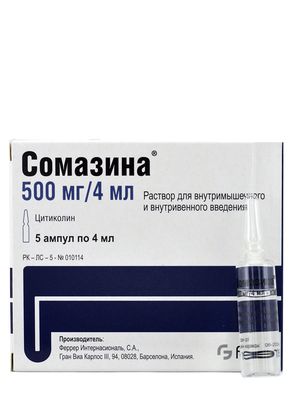 Сомазина®
500 мг/4 мл
Раствор для внутримышечного
и внутривенного введения
Цитиколин
5 ампул по 4 мл
РК – ЛС – 5 - № 010114
Производитель:
Феррер Интернасиональ, С.А.,
Гран Виа Карлос III, 94, 08028, Барселона, Испания.